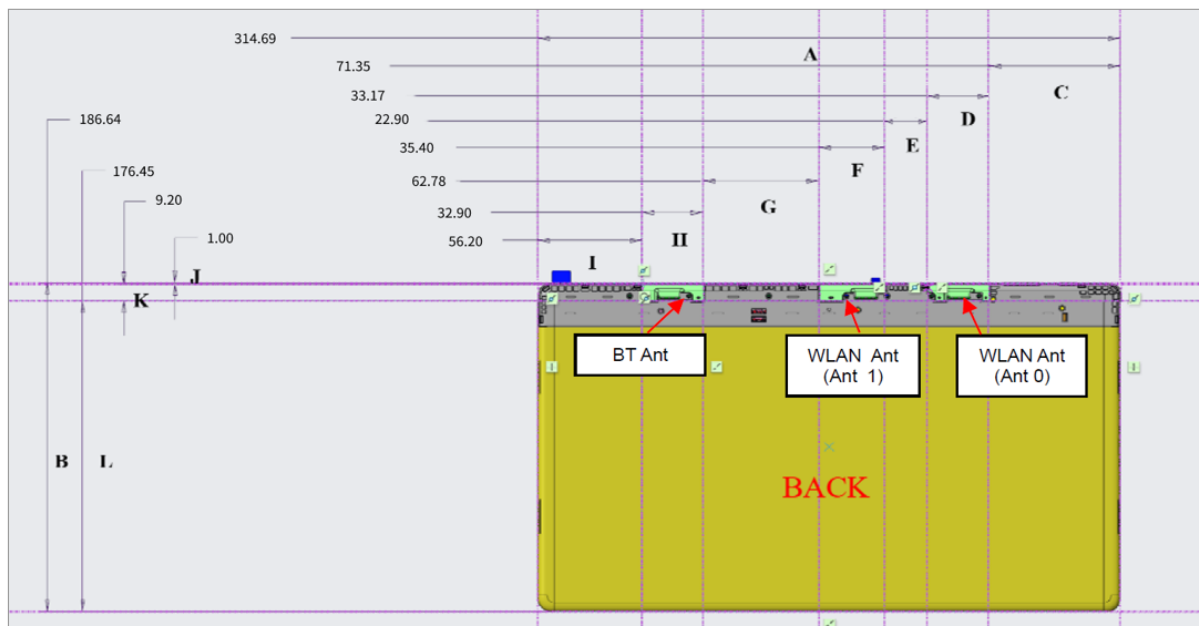 314.69
A
71.35
C
33.17
D
22.90
E
186.64
35.40
F
176.45
62.78
G
9.20
32.90
H
1.00
56.20
I
J
K
BT Ant
WLAN Ant
(Ant 1)
WLAN Ant
(Ant 0)
B
L
BACK